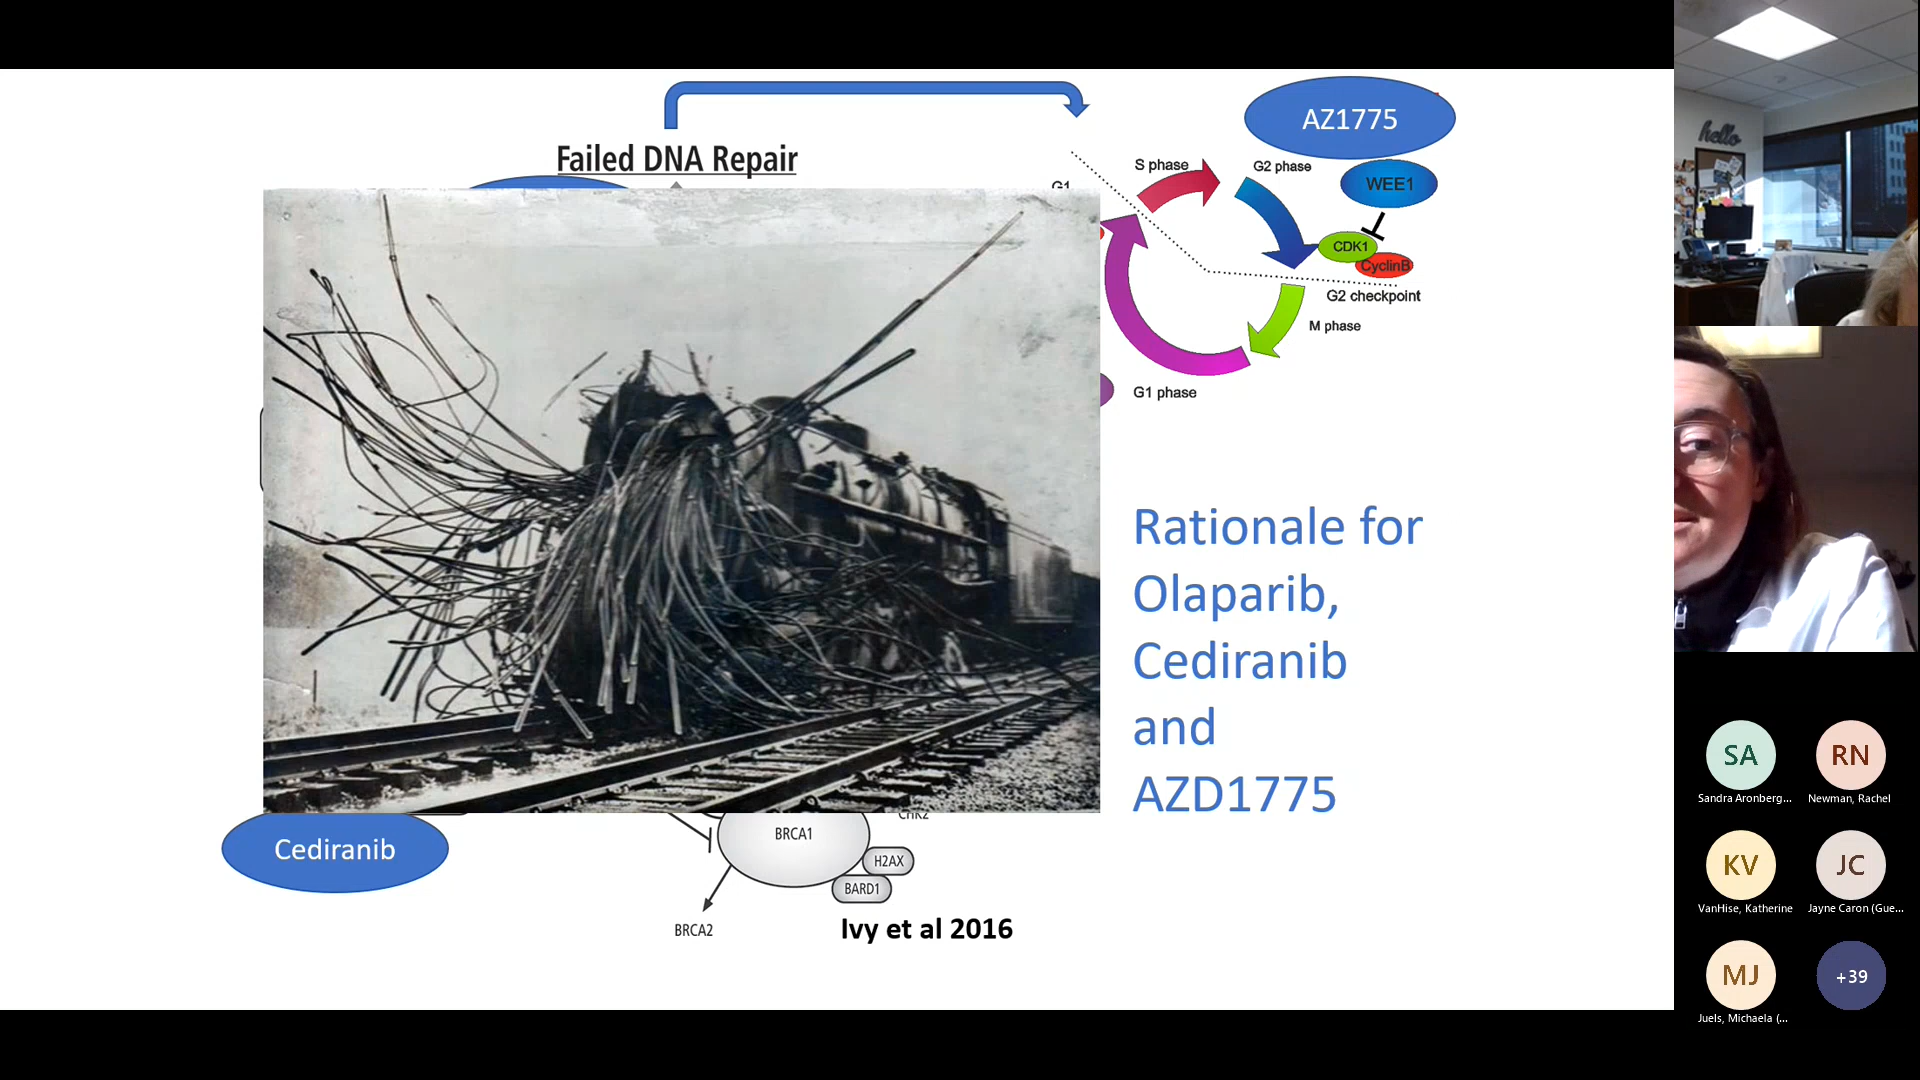 AZ1775
Failed DNA Repair
S phase
G2 phase
WEE1
G1
CDK1
CyclinB
G2 checkpoint
M phase
G1 phase
Rationale for
Olaparib,
Cediranib
and
AZD1775
Cediranib
BRCA1
H2AX
BARD1
BRCA2
Ivy et al 2016
hello
SA
RN
Sandra Aronberg...
Newman, Rachel
KV
JC
VanHise, Katherine
Jayne Caron (Gue...
MJ
+39
Juels, Michaela (...